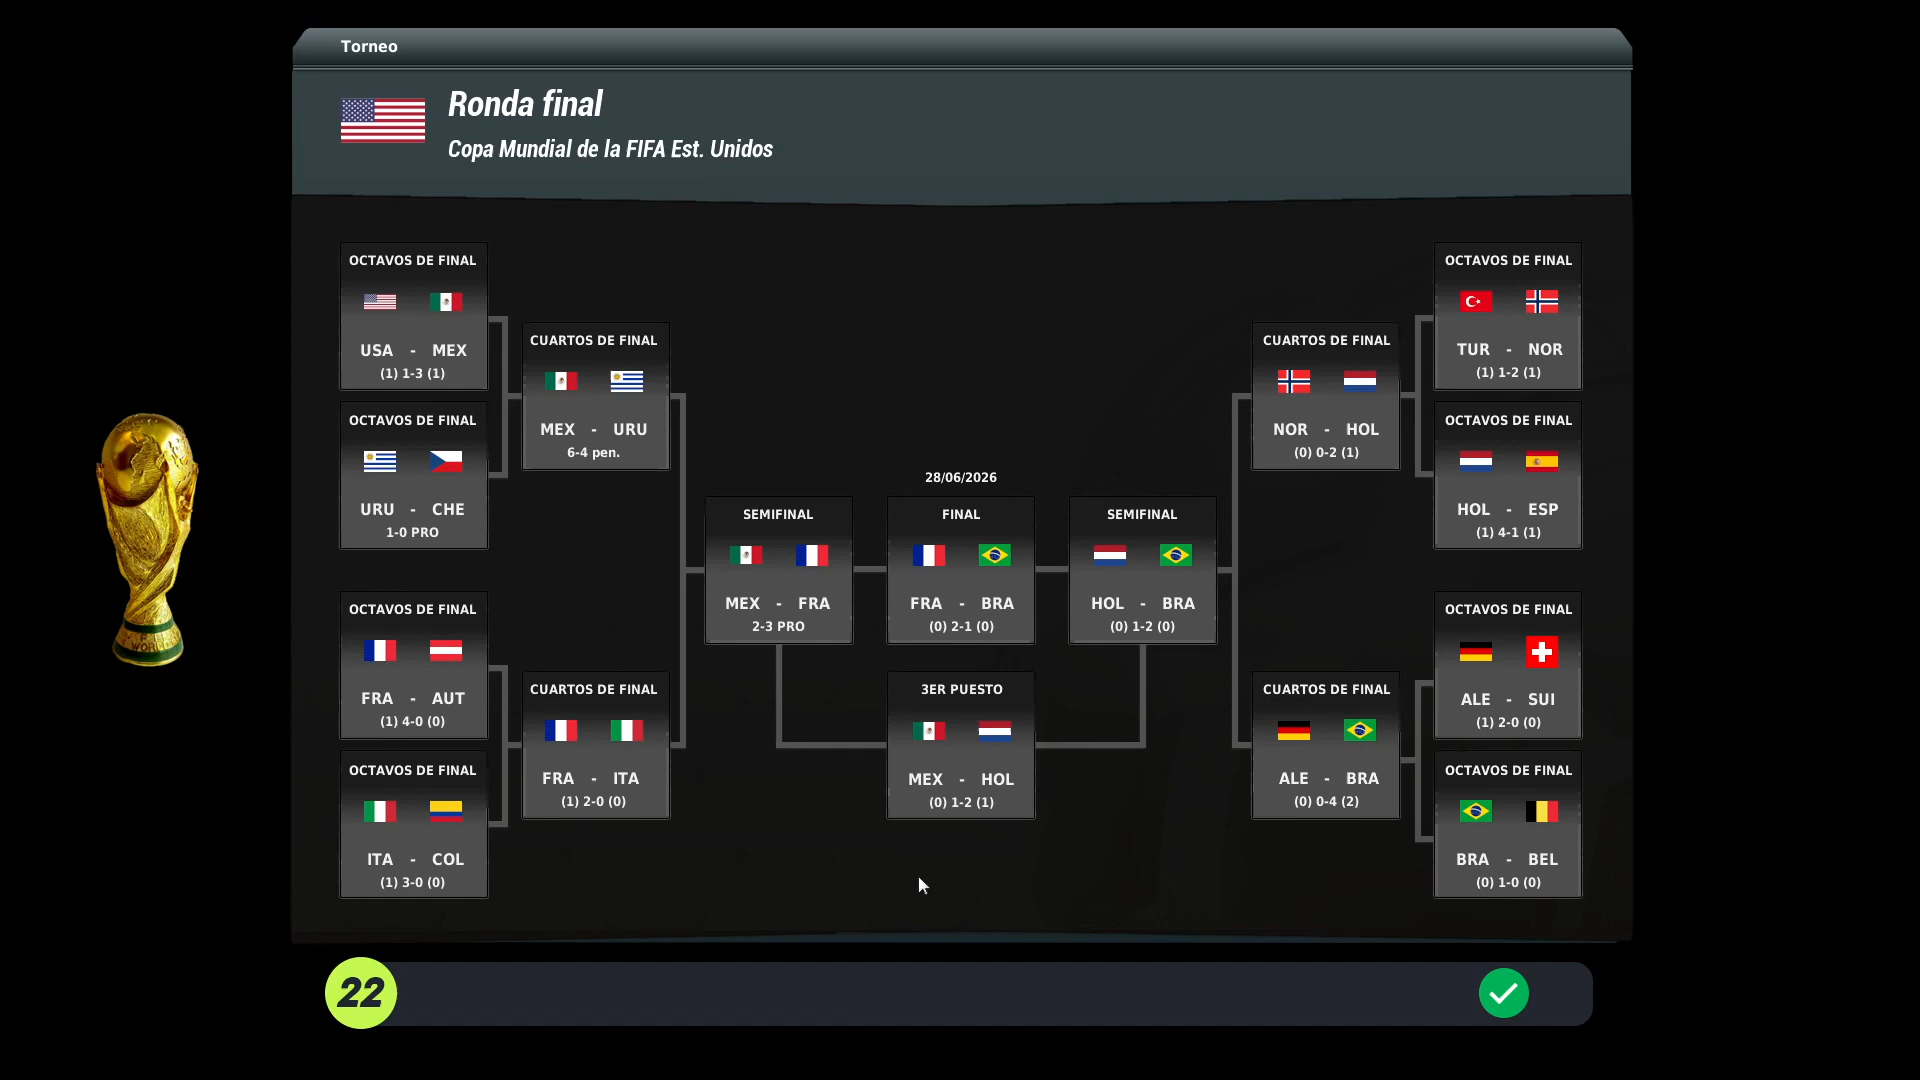 Torneo
Ronda final
Copa Mundial de la FIFA Est. Unidos
OCTAVOS DE FINAL
USA - MEX
(1) 1-3 (1)
OCTAVOS DE FINAL
URU - CHE
1-0 PRO
OCTAVOS DE FINAL
FRA - AUT
(1) 4-0 (0)
OCTAVOS DE FINAL
ITA - COL
(1) 3-0 (0)
CUARTOS DE FINAL
MEX - URU
6-4 pen.
CUARTOS DE FINAL
FRA - ITA
(1) 2-0 (0)
SEMIFINAL
MEX - FRA
2-3 PRO
28/06/2026
FINAL
FRA - BRA
(0) 2-1 (0)
3ER PUESTO
MEX - HOL
(0) 1-2 (1)
SEMIFINAL
HOL - BRA
(0) 1-2 (0)
CUARTOS DE FINAL
NOR - HOL
(0) 0-2 (1)
CUARTOS DE FINAL
ALE - BRA
(0) 0-4 (2)
OCTAVOS DE FINAL
TUR - NOR
(1) 1-2 (1)
OCTAVOS DE FINAL
HOL - ESP
(1) 4-1 (1)
OCTAVOS DE FINAL
ALE - SUI
(1) 2-0 (0)
OCTAVOS DE FINAL
BRA - BEL
(0) 1-0 (0)
WORLD
22